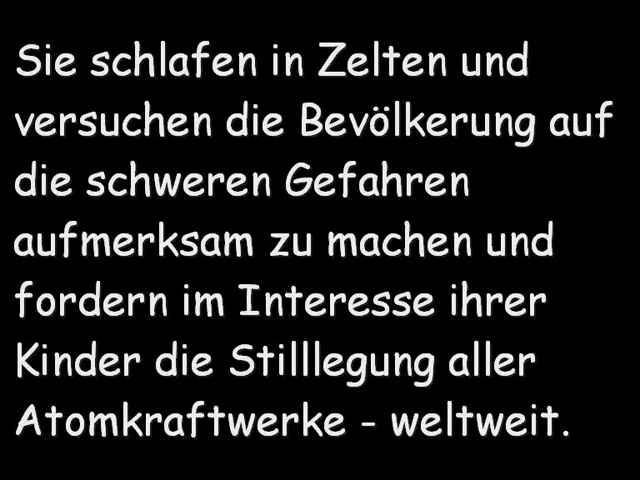 Sie schlafen in Zelten und
versuchen die Bevölkerung auf
die schweren Gefahren
aufmerksam zu machen und
fordern im Interesse ihrer
Kinder die Stilllegung aller
Atomkraftwerke - weltweit.